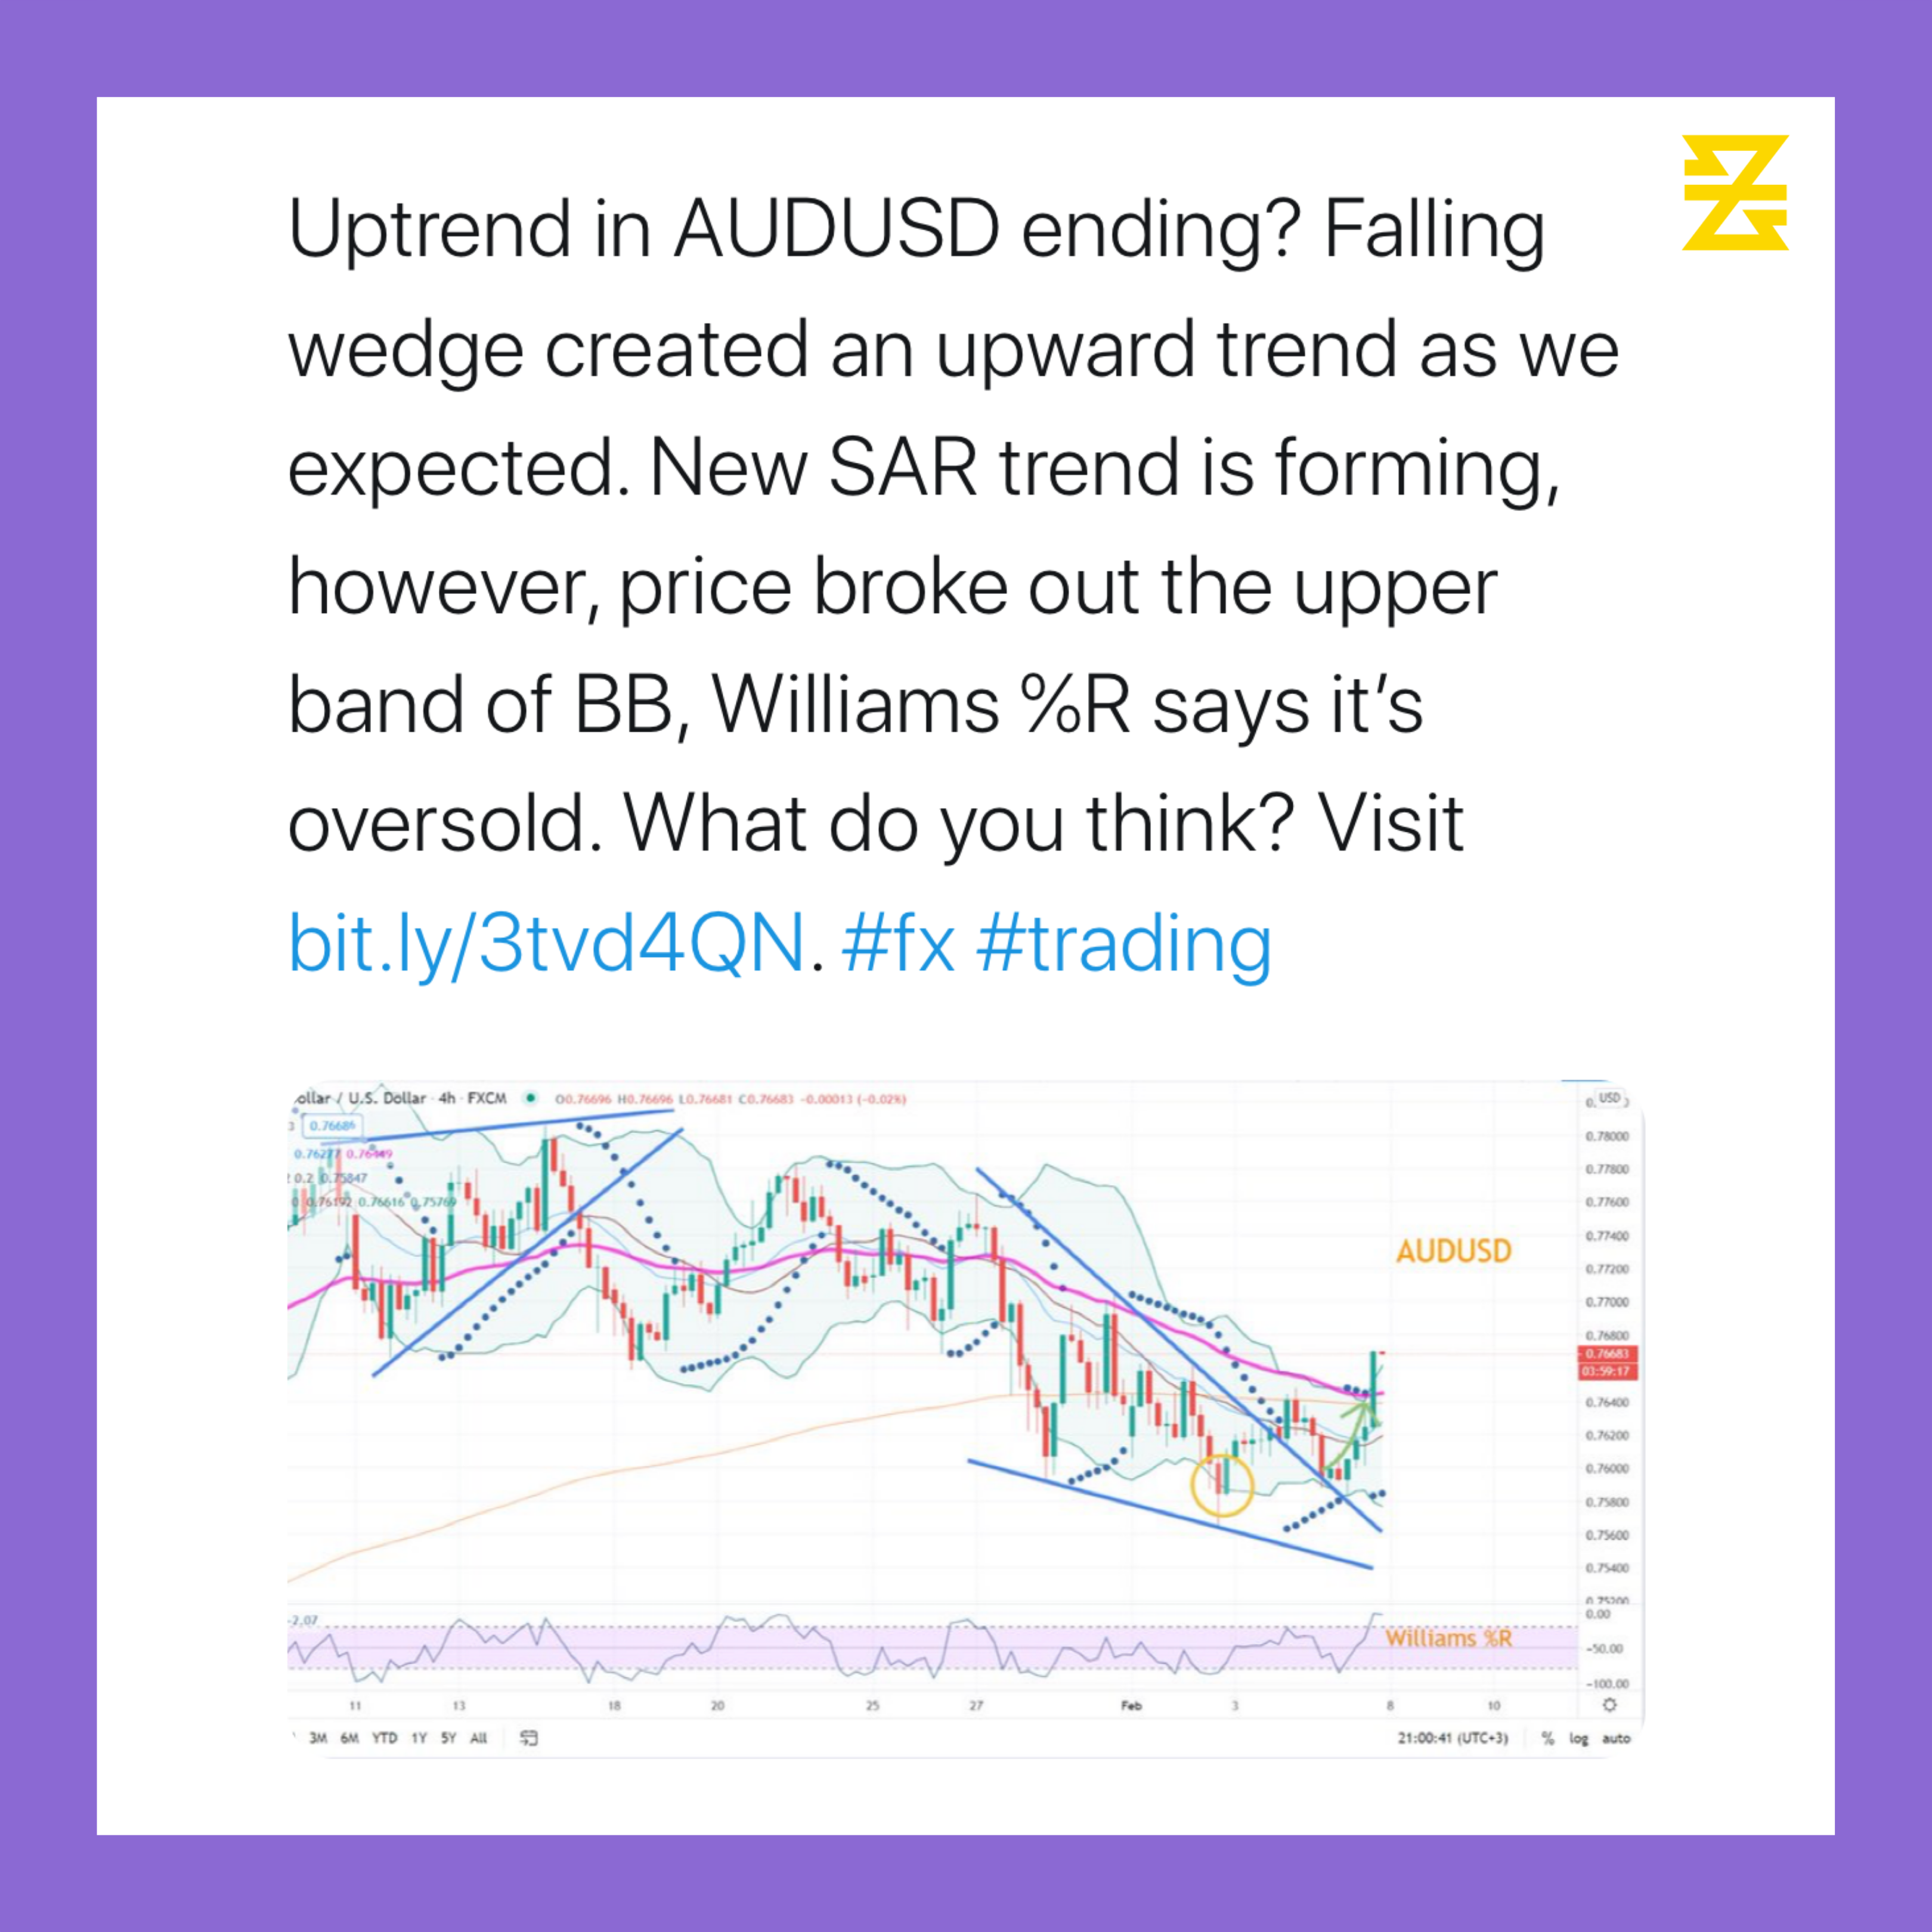 Uptrend in AUDUSD ending? Falling
wedge created an upward trend as we
expected. New SAR trend is forming,
however, price broke out the upper
band of BB, Williams %R says it’s
oversold. What do you think? Visit
bit.ly/3tvd4QN. #fx #trading
ollar / U.S. Dollar · 4h · FXCM O0.76696 H0.76696 L0.76681 C0.76683 -0.00013 (-0.02%)
USD
0.76686
0.76277 0.76449
0.2 0.75847
0 0.76192 0.76616 0.75769
0.78000
0.77800
0.77600
0.77400
AUDUSD
0.77200
0.77000
0.76800
0.76683
03:59:17
0.76400
0.76200
0.76000
0.75800
0.75600
0.75400
0.75200
-2.07
0.00
Williams %R
-50.00
-100.00
11 13 18 20 25 27 Feb 3 8 10
3M 6M YTD 1Y 5Y All 21:00:41 (UTC+3) % log auto